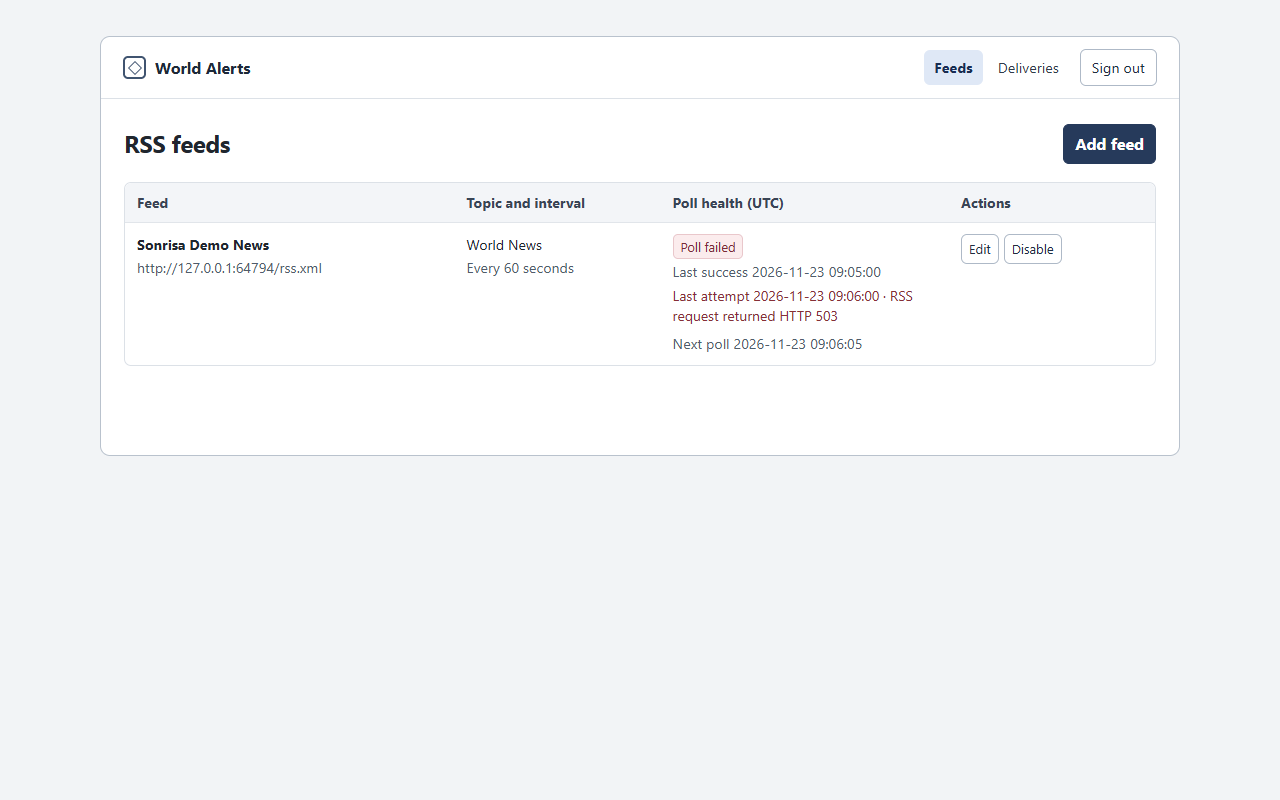 World Alerts
Feeds
Deliveries
Sign out
RSS feeds
Add feed
Feed
Topic and interval
Poll health (UTC)
Actions
Sonrisa Demo News
http://127.0.0.1:64794/rss.xml
World News
Every 60 seconds
Poll failed
Last success 2026-11-23 09:05:00
Last attempt 2026-11-23 09:06:00 · RSS
request returned HTTP 503
Next poll 2026-11-23 09:06:05
Edit
Disable